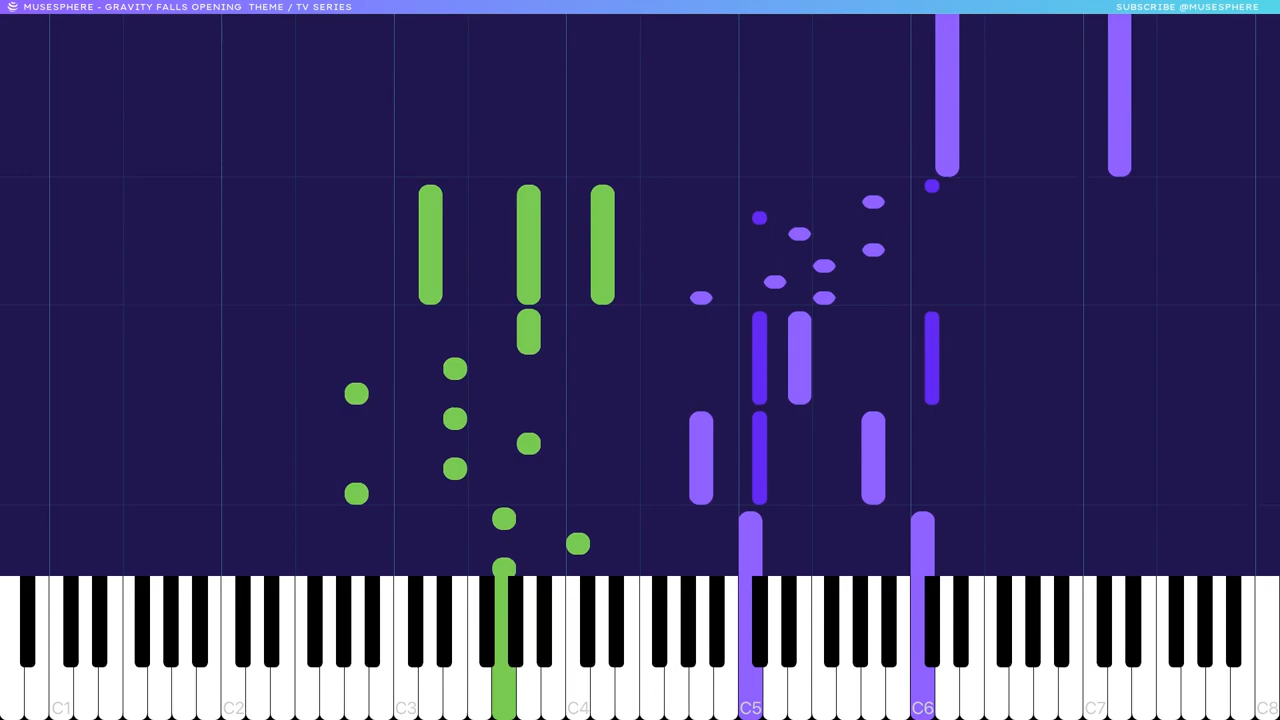 MUSESPHERE - GRAVITY FALLS OPENING THEME / TV SERIES
SUBSCRIBE @MUSESPHERE
C1 C2 C3 C4 C5 C6 C7 C8